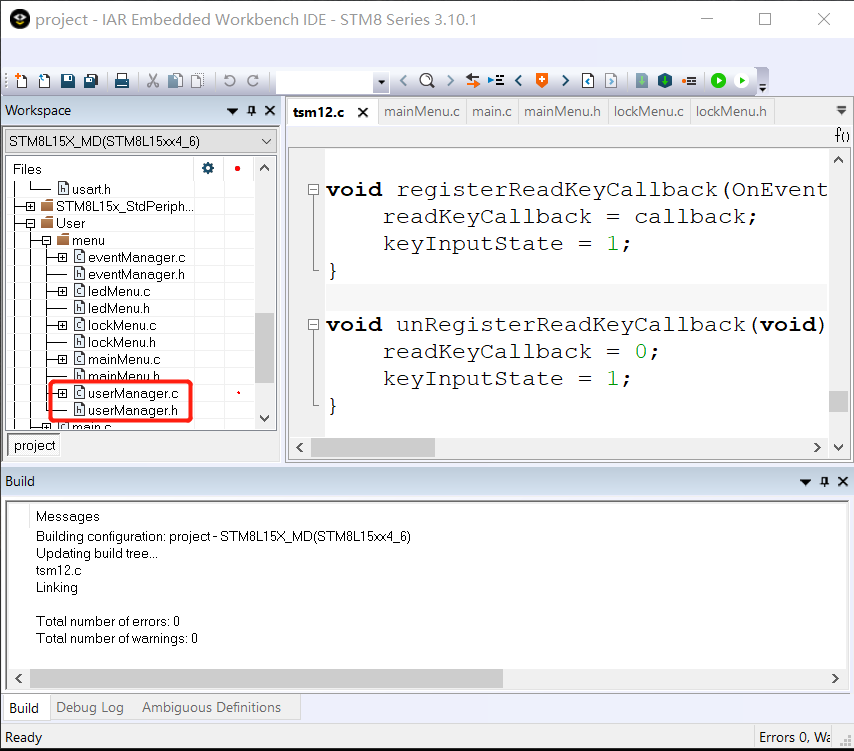 project - IAR Embedded Workbench IDE - STM8 Series 3.10.1
Workspace
STM8L15X_MD(STM8L15xx4_6)
Files
usart.h
STM8L15x_StdPeriph...
User
menu
eventManager.c
eventManager.h
ledMenu.c
ledMenu.h
lockMenu.c
lockMenu.h
mainMenu.c
mainMenu.h
userManager.c
userManager.h
main.c
project
tsm12.c mainMenu.c main.c mainMenu.h lockMenu.c lockMenu.h
f()
void registerReadKeyCallback(OnEvent
readKeyCallback = callback;
keyInputState = 1;
}
void unRegisterReadKeyCallback(void)
readKeyCallback = 0;
keyInputState = 1;
}
Build
Messages
Building configuration: project - STM8L15X_MD(STM8L15xx4_6)
Updating build tree...
tsm12.c
Linking
Total number of errors: 0
Total number of warnings: 0
Build Debug Log Ambiguous Definitions
Ready Errors 0, Wa